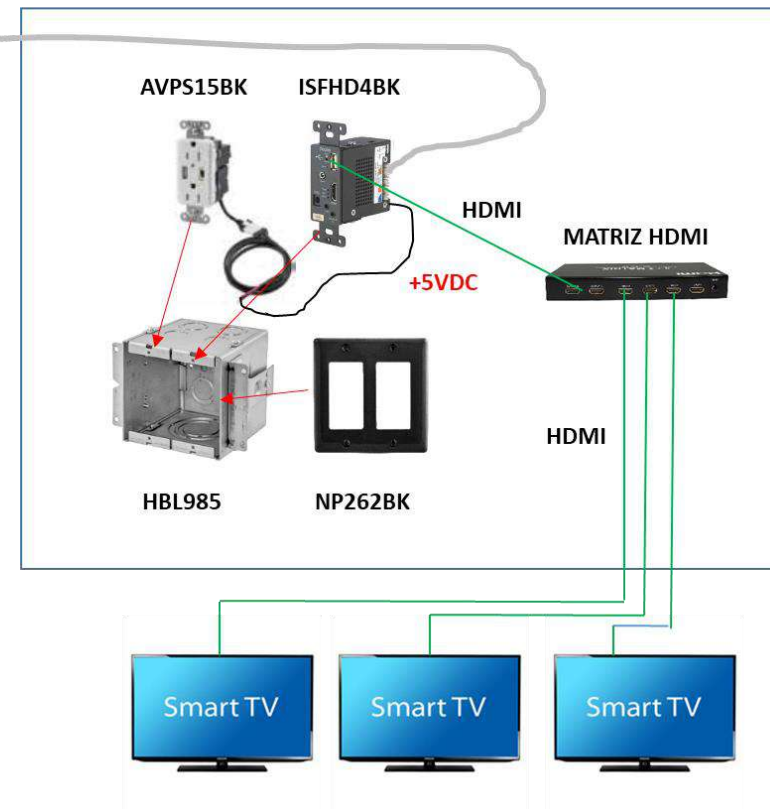 AVPS15BK
ISFHD4BK
HDMI
MATRIZ HDMI
+5VDC
HDMI
HBL985
NP262BK
Smart TV
Smart TV
Smart TV